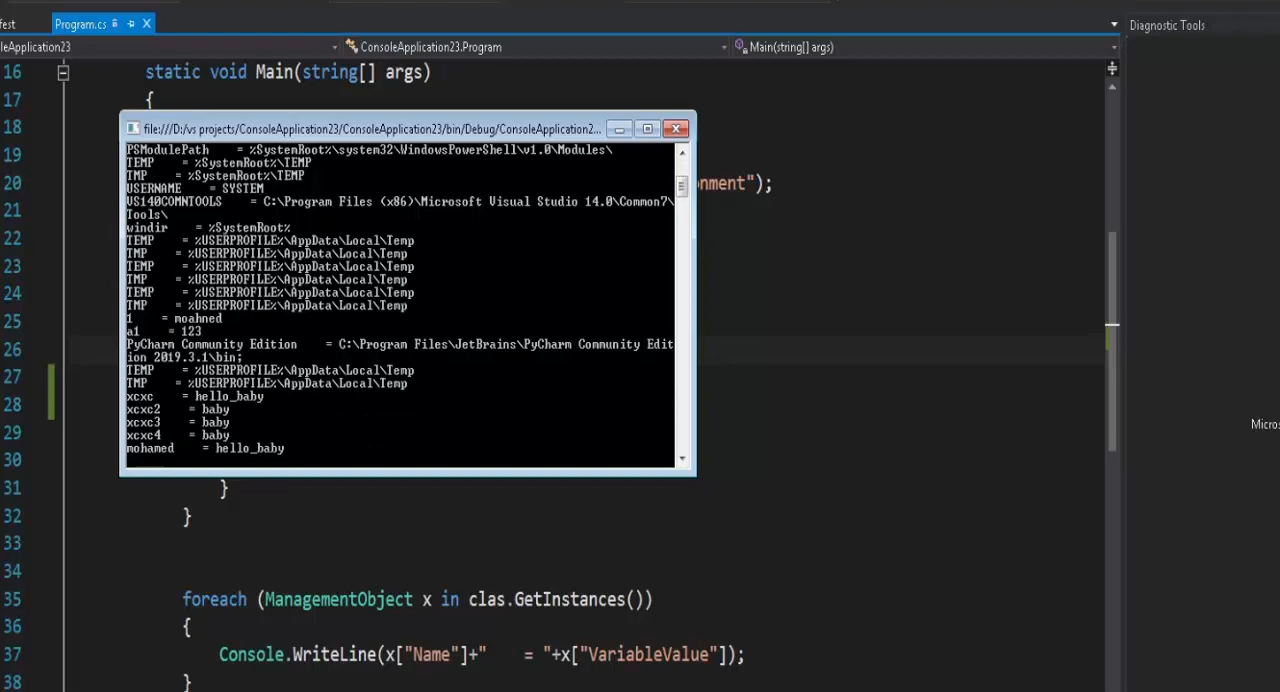 fest
Program.cs
Diagnostic Tools
leApplication23
ConsoleApplication23.Program
Main(string[] args)
16 static void Main(string[] args)
17 {
18
file:///D:/vs projects/ConsoleApplication23/ConsoleApplication23/bin/Debug/ConsoleApplication2...
PSModulePath = %SystemRoot%\system32\WindowsPowerShell\v1.0\Modules\
19
TEMP = %SystemRoot%\TEMP
TMP = %SystemRoot%\TEMP
20
nment");
USERNAME = SYSTEM
VS140COMNTOOLS = C:\Program Files (x86)\Microsoft Visual Studio 14.0\Common7\
21
Tools\
windir = %SystemRoot%
22
TEMP = %USERPROFILE%\AppData\Local\Temp
TMP = %USERPROFILE%\AppData\Local\Temp
23
TEMP = %USERPROFILE%\AppData\Local\Temp
TMP = %USERPROFILE%\AppData\Local\Temp
24
TEMP = %USERPROFILE%\AppData\Local\Temp
TMP = %USERPROFILE%\AppData\Local\Temp
25
1 = moahned
a1 = 123
26
PyCharm Community Edition = C:\Program Files\JetBrains\PyCharm Community Edit
ion 2019.3.1\bin;
27
TEMP = %USERPROFILE%\AppData\Local\Temp
TMP = %USERPROFILE%\AppData\Local\Temp
28
xcxc = hello_baby
xcxc2 = baby
29
xcxc3 = baby
xcxc4 = baby
Micros
30
mohamed = hello_baby
31 }
32 }
33
34
35 foreach (ManagementObject x in clas.GetInstances())
36 {
37 Console.WriteLine(x["Name"]+" = "+x["VariableValue"]);
38 }